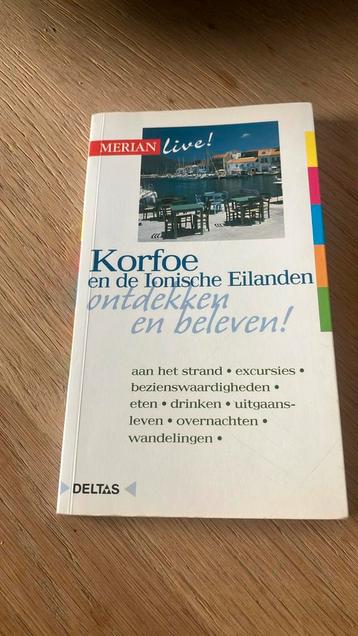 MERIAN live!
Korfoe
en de Ionische Eilanden
ontdekken
en beleven!
aan het strand • excursies •
bezienswaardigheden •
eten • drinken • uitgaans-
leven • overnachten •
wandelingen •
DELTAS